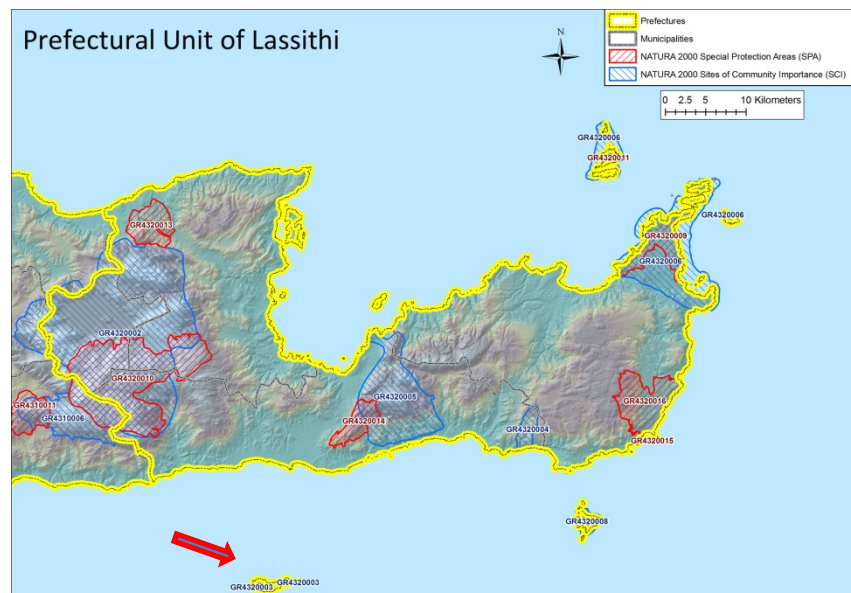 Prefectural Unit of Lassithi
N
Prefectures
Municipalities
NATURA 2000 Special Protection Areas (SPA)
NATURA 2000 Sites of Community Importance (SCI)
0 2.5 5 10 Kilometers
GR4320006
GR4320011
GR4320006
GR4320013
GR4320009
GR4320006
GR4320002
GR4320010
GR4310011
GR4310006
GR4320005
GR4320014
GR4320004
GR4320016
GR4320015
GR4320008
GR4320003
GR4320003